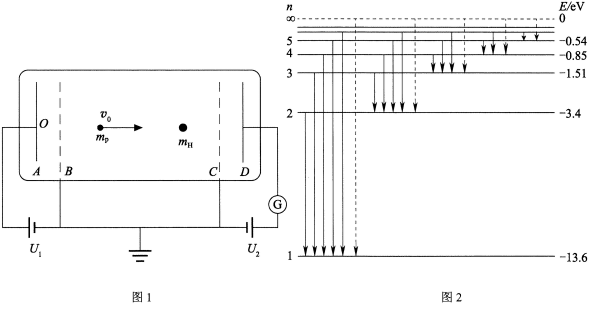 O
v₀
mₚ
m_H
A
B
C
D
G
U₁
U₂
图 1
n
E/eV
∞
0
5
−0.54
4
−0.85
3
−1.51
2
−3.4
1
−13.6
图 2